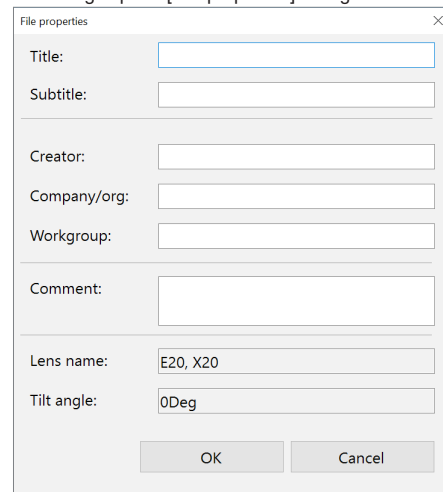 File properties
Title:
Subtitle:
Creator:
Company/org:
Workgroup:
Comment:
Lens name: E20, X20
Tilt angle: 0Deg
OK Cancel